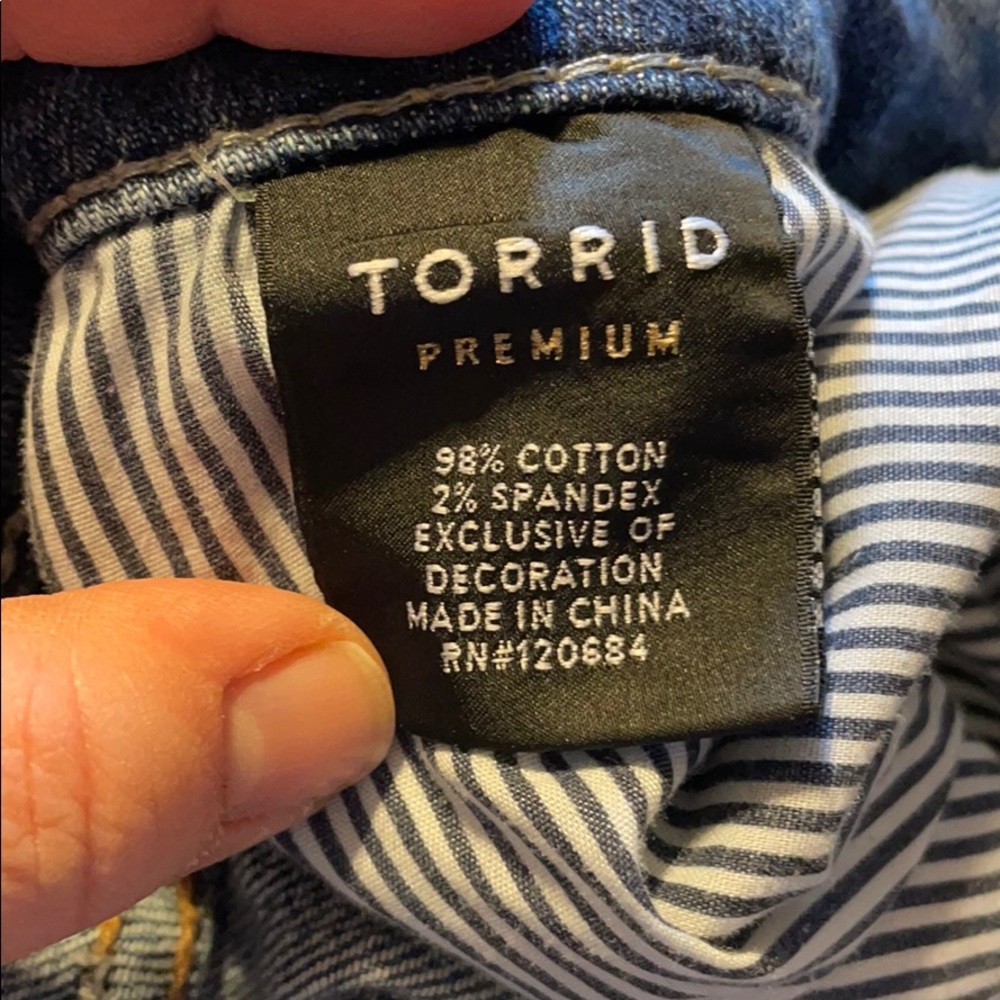 TORRID
PREMIUM
98% COTTON
2% SPANDEX
EXCLUSIVE OF
DECORATION
MADE IN CHINA
RN#120684